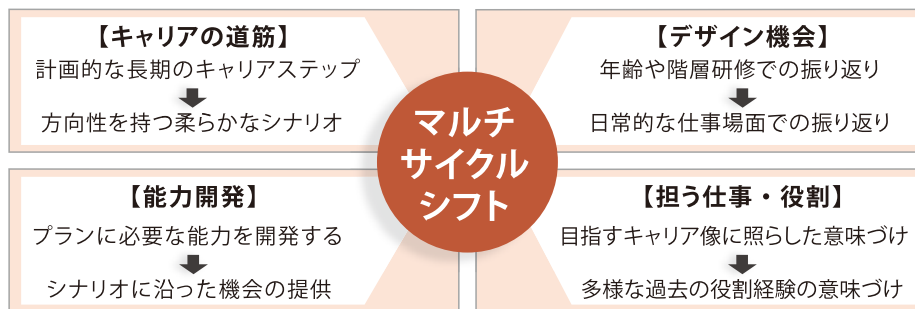 【キャリアの道筋】
計画的な長期のキャリアステップ
方向性を持つ柔らかなシナリオ
【デザイン機会】
年齢や階層研修での振り返り
日常的な仕事場面での振り返り
マルチ
サイクル
シフト
【能力開発】
プランに必要な能力を開発する
シナリオに沿った機会の提供
【担う仕事・役割】
目指すキャリア像に照らした意味づけ
多様な過去の役割経験の意味づけ